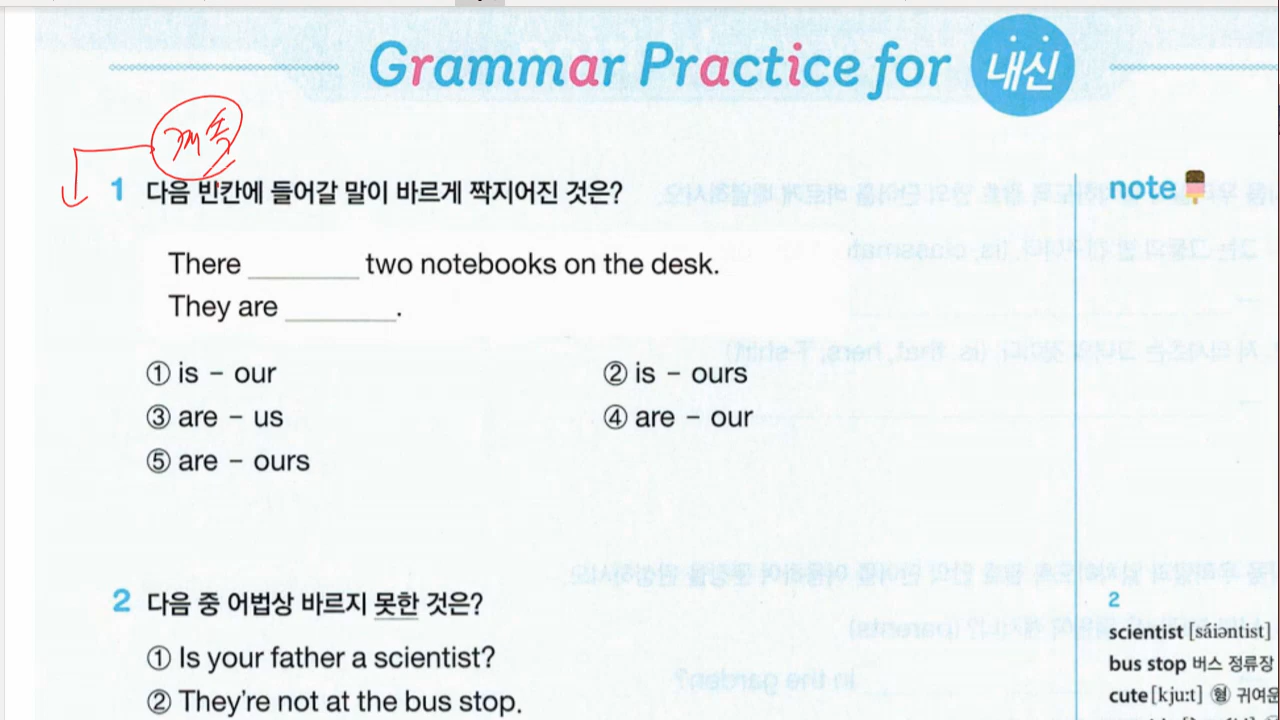 Grammar Practice for 내신
계속
1 다음 빈칸에 들어갈 말이 바르게 짝지어진 것은?
There ________ two notebooks on the desk.
They are ________.
① is – our
② is – ours
③ are – us
④ are – our
⑤ are – ours
note
2 다음 중 어법상 바르지 못한 것은?
① Is your father a scientist?
② They're not at the bus stop.
2
scientist [sáiəntist]
bus stop 버스 정류장
cute [kjuːt] ㉠ 귀여운